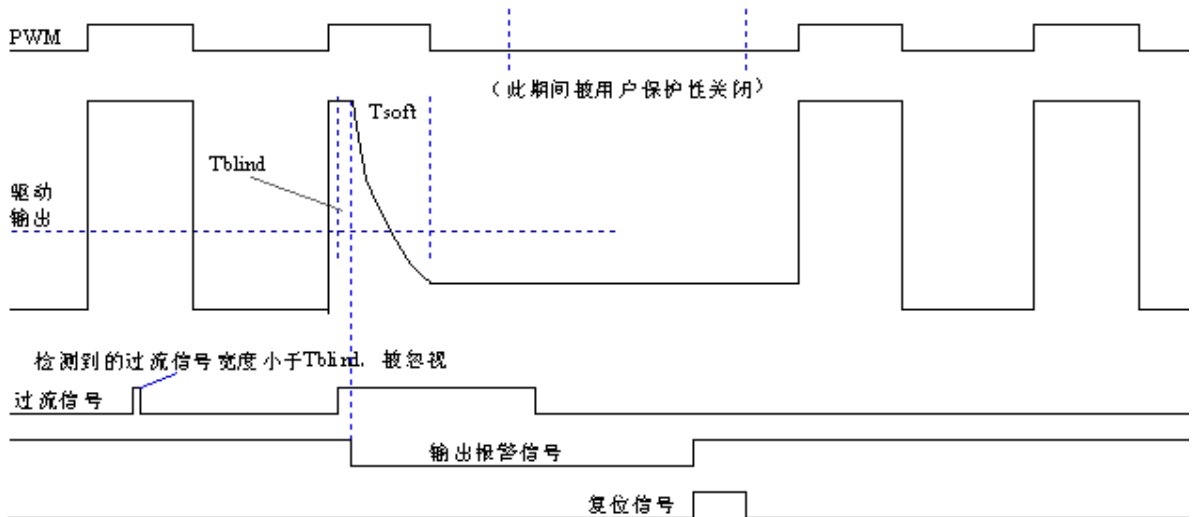 PWM
（此期间被用户保护性关闭）
Tsoft
Tblind
驱动
输出
检测到的过流信号宽度小于Tblind，被忽视
过流信号
输出报警信号
复位信号